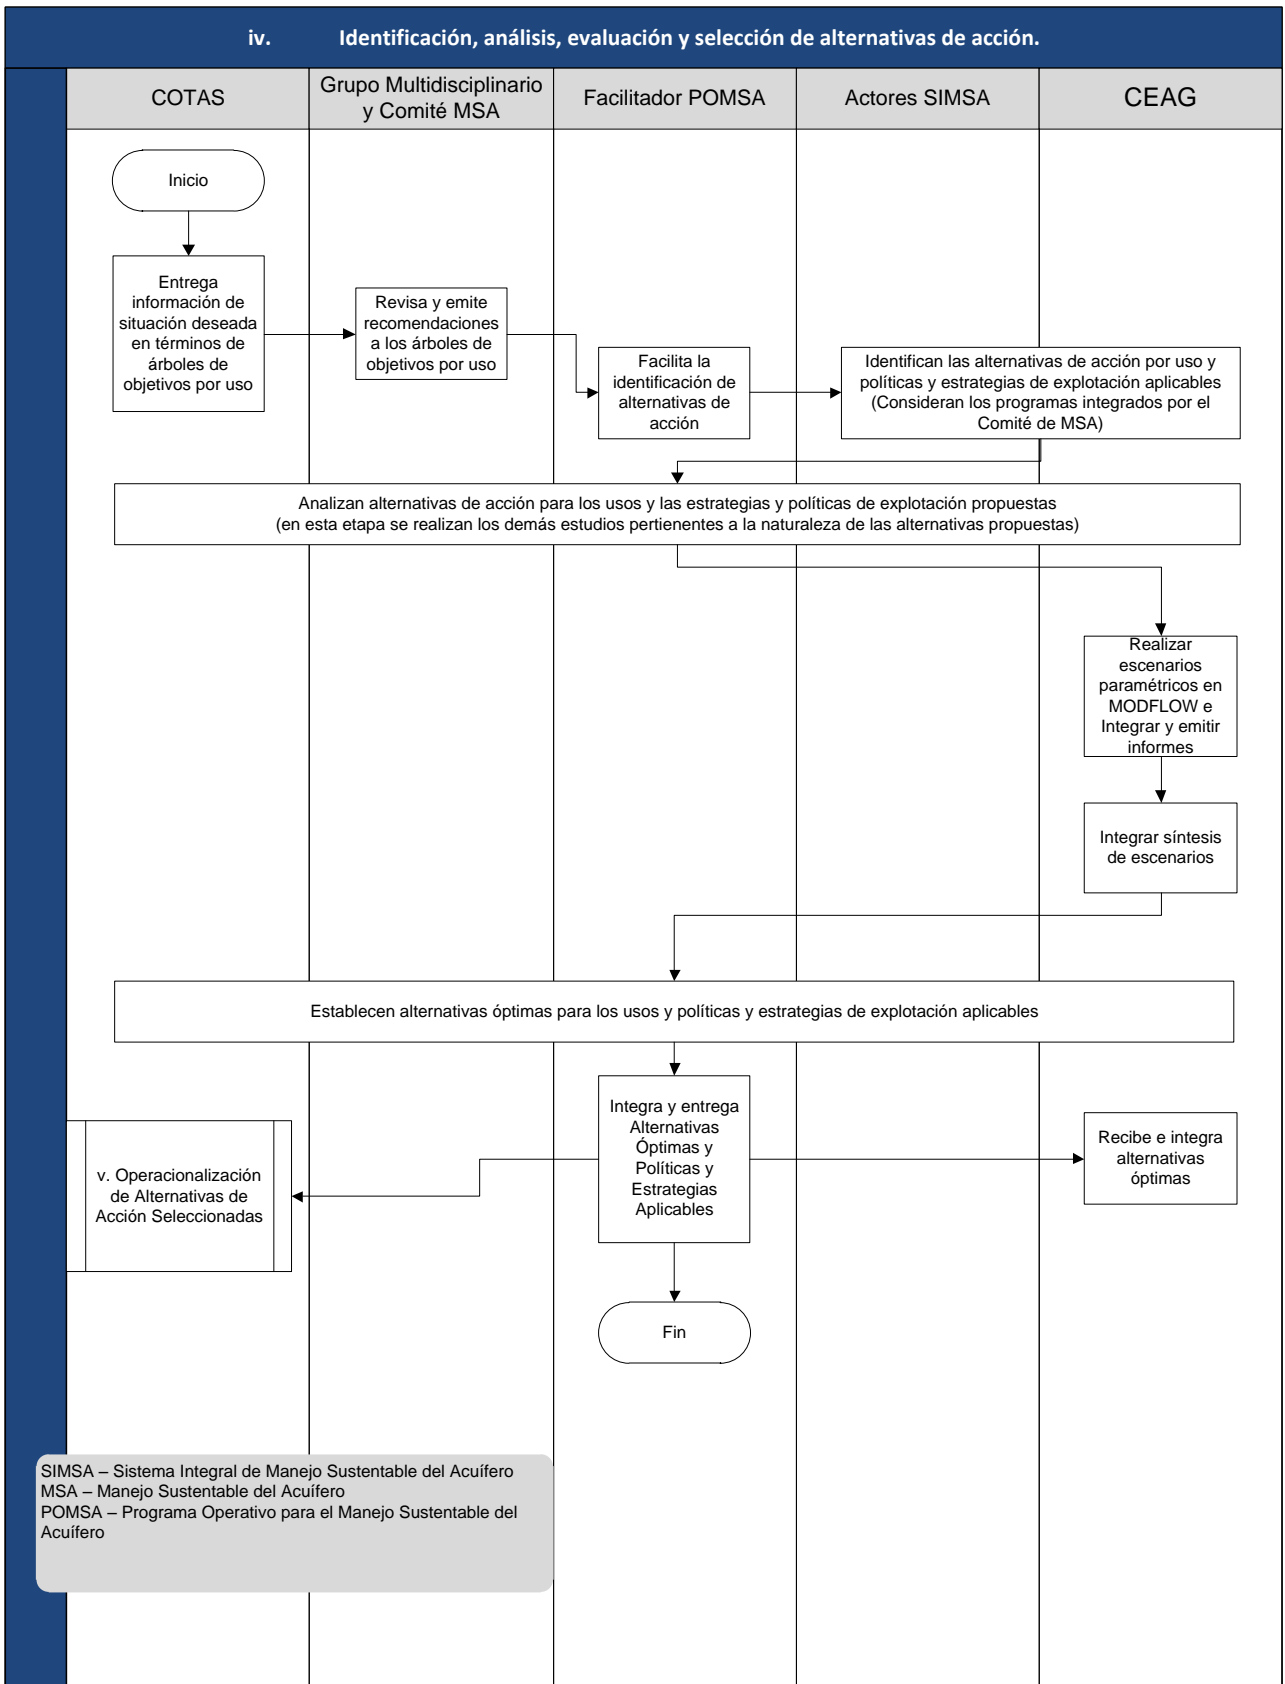 iv. Identificación, análisis, evaluación y selección de alternativas de acción.
COTAS
Grupo Multidisciplinario
y Comité MSA
Facilitador POMSA
Actores SIMSA
CEAG
Inicio
Entrega
información de
situación deseada
en términos de
árboles de
objetivos por uso
Revisa y emite
recomendaciones
a los árboles de
objetivos por uso
Facilita la
identificación de
alternativas de
acción
Identifican las alternativas de acción por uso y
políticas y estrategias de explotación aplicables
(Consideran los programas integrados por el
Comité de MSA)
Analizan alternativas de acción para los usos y las estrategias y políticas de explotación propuestas
(en esta etapa se realizan los demás estudios pertienentes a la naturaleza de las alternativas propuestas)
Realizar
escenarios
paramétricos en
MODFLOW e
Integrar y emitir
informes
Integrar síntesis
de escenarios
Establecen alternativas óptimas para los usos y políticas y estrategias de explotación aplicables
Integra y entrega
Alternativas
Óptimas y
Políticas y
Estrategias
Aplicables
v. Operacionalización
de Alternativas de
Acción Seleccionadas
Recibe e integra
alternativas
óptimas
Fin
SIMSA – Sistema Integral de Manejo Sustentable del Acuífero
MSA – Manejo Sustentable del Acuífero
POMSA – Programa Operativo para el Manejo Sustentable del
Acuífero